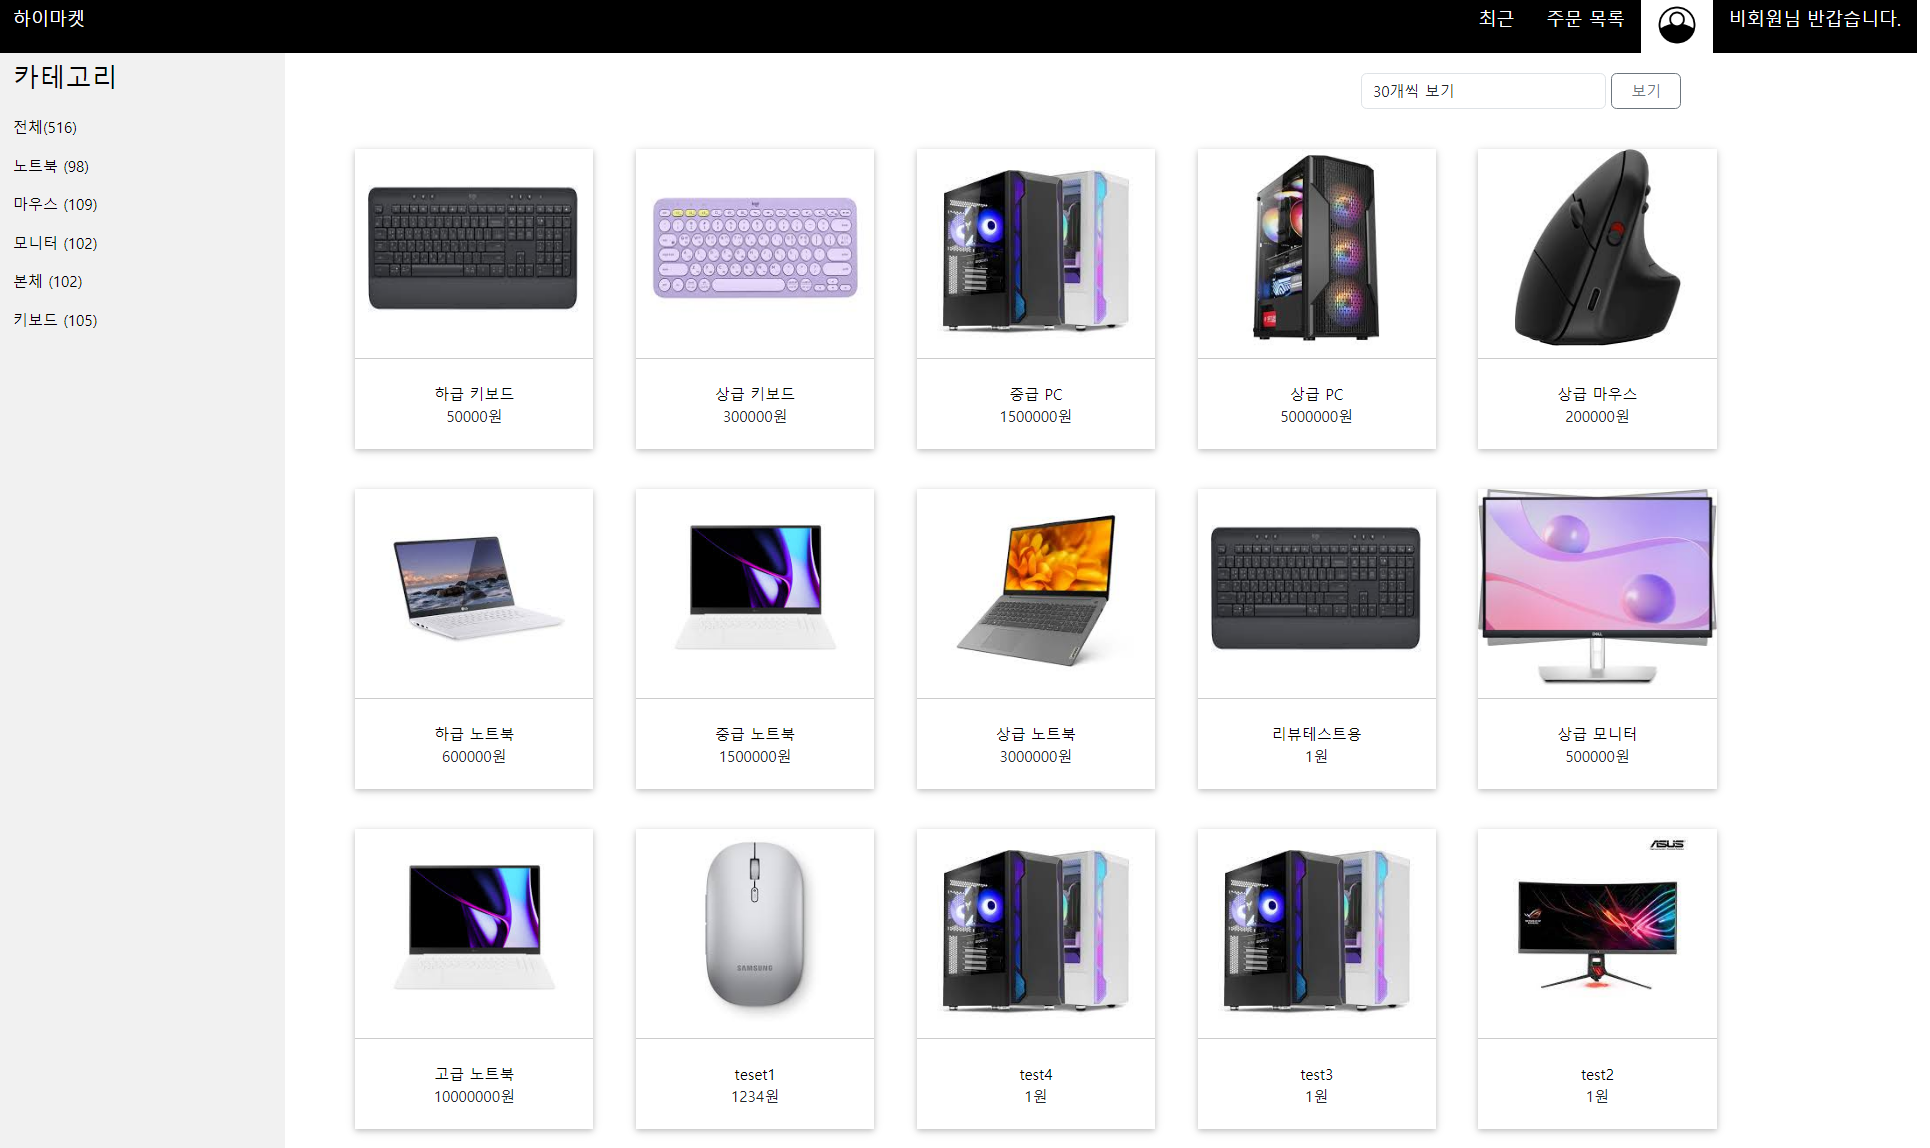 하이마켓
최근
주문 목록
비회원님 반갑습니다.
카테고리
전체(516)
노트북 (98)
마우스 (109)
모니터 (102)
본체 (102)
키보드 (105)
30개씩 보기
보기
하급 키보드
50000원
상급 키보드
300000원
중급 PC
1500000원
상급 PC
5000000원
상급 마우스
200000원
하급 노트북
600000원
중급 노트북
1500000원
상급 노트북
3000000원
리뷰테스트용
1원
DELL
상급 모니터
500000원
고급 노트북
10000000원
SAMSUNG
teset1
1234원
test4
1원
test3
1원
ASUS
test2
1원